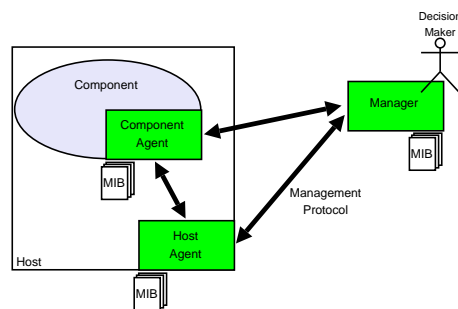 Decision
Maker
Component
Manager
Component
Agent
MIB
MIB
Management
Protocol
Host
Agent
Host
MIB